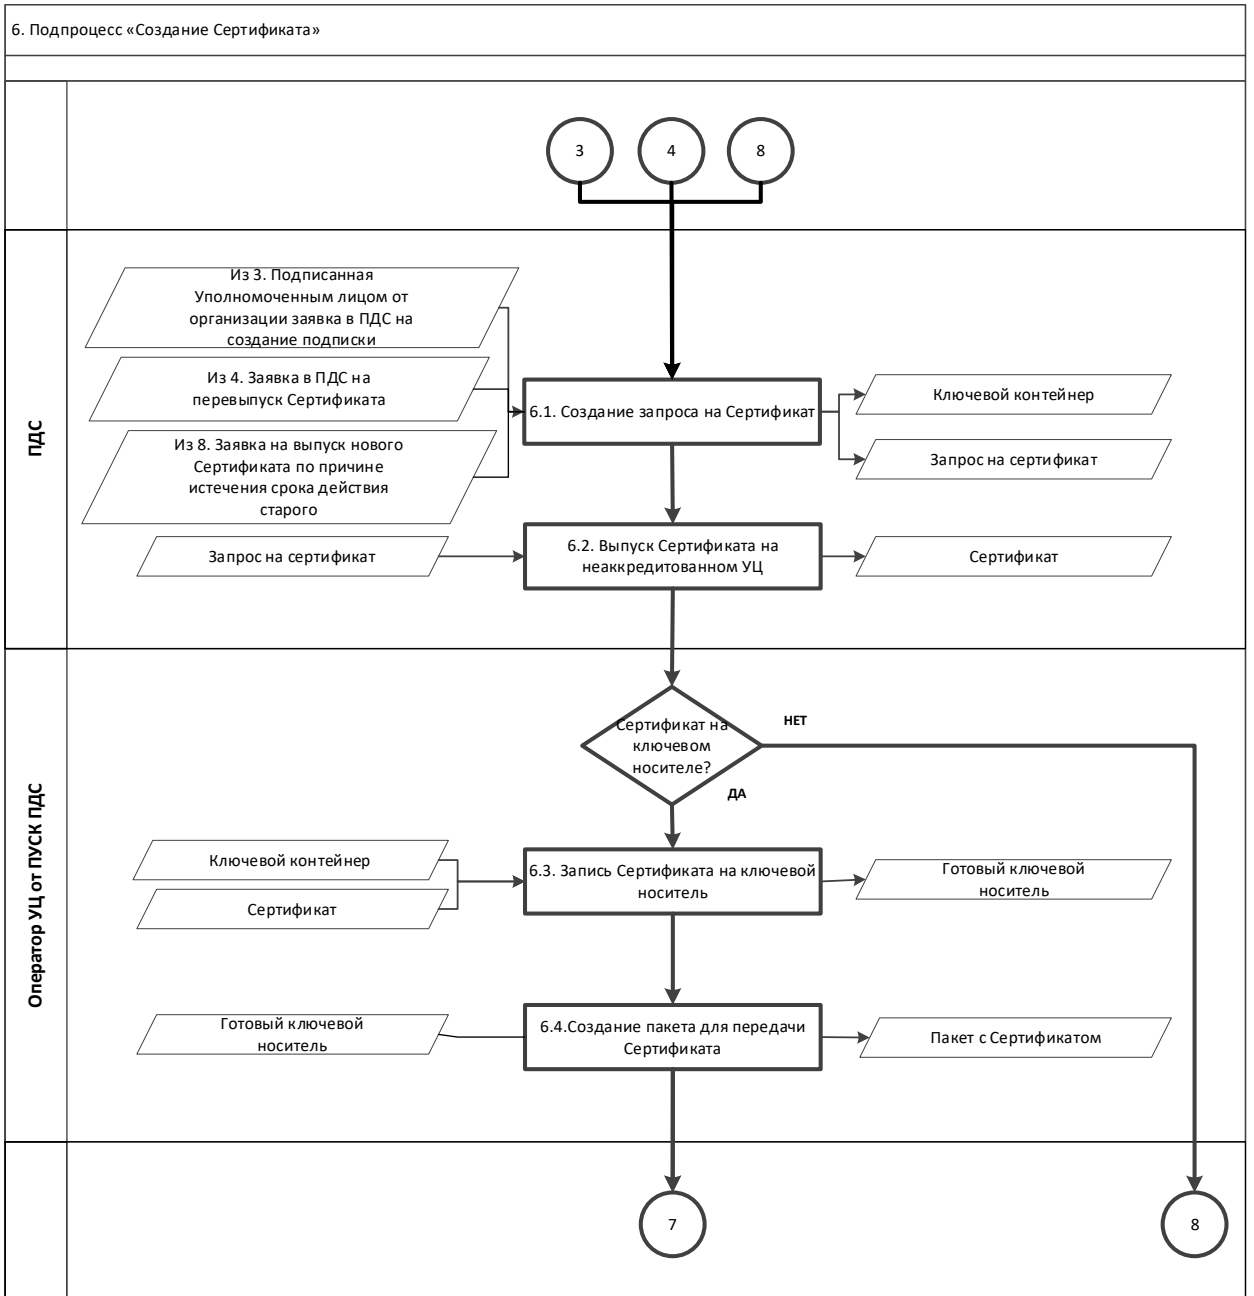 6. Подпроцесс «Создание Сертификата»
3
4
8
ПДС
Из 3. Подписанная
Уполномоченным лицом от
организации заявка в ПДС на
создание подписки
Из 4. Заявка в ПДС на
перевыпуск Сертификата
Из 8. Заявка на выпуск нового
Сертификата по причине
истечения срока действия
старого
6.1. Создание запроса на Сертификат
Ключевой контейнер
Запрос на сертификат
Запрос на сертификат
6.2. Выпуск Сертификата на
неаккредитованном УЦ
Сертификат
Оператор УЦ от ПУСК ПДС
Сертификат на
ключевом
носителе?
НЕТ
ДА
Ключевой контейнер
Сертификат
6.3. Запись Сертификата на ключевой
носитель
Готовый ключевой
носитель
Готовый ключевой
носитель
6.4.Создание пакета для передачи
Сертификата
Пакет с Сертификатом
7
8